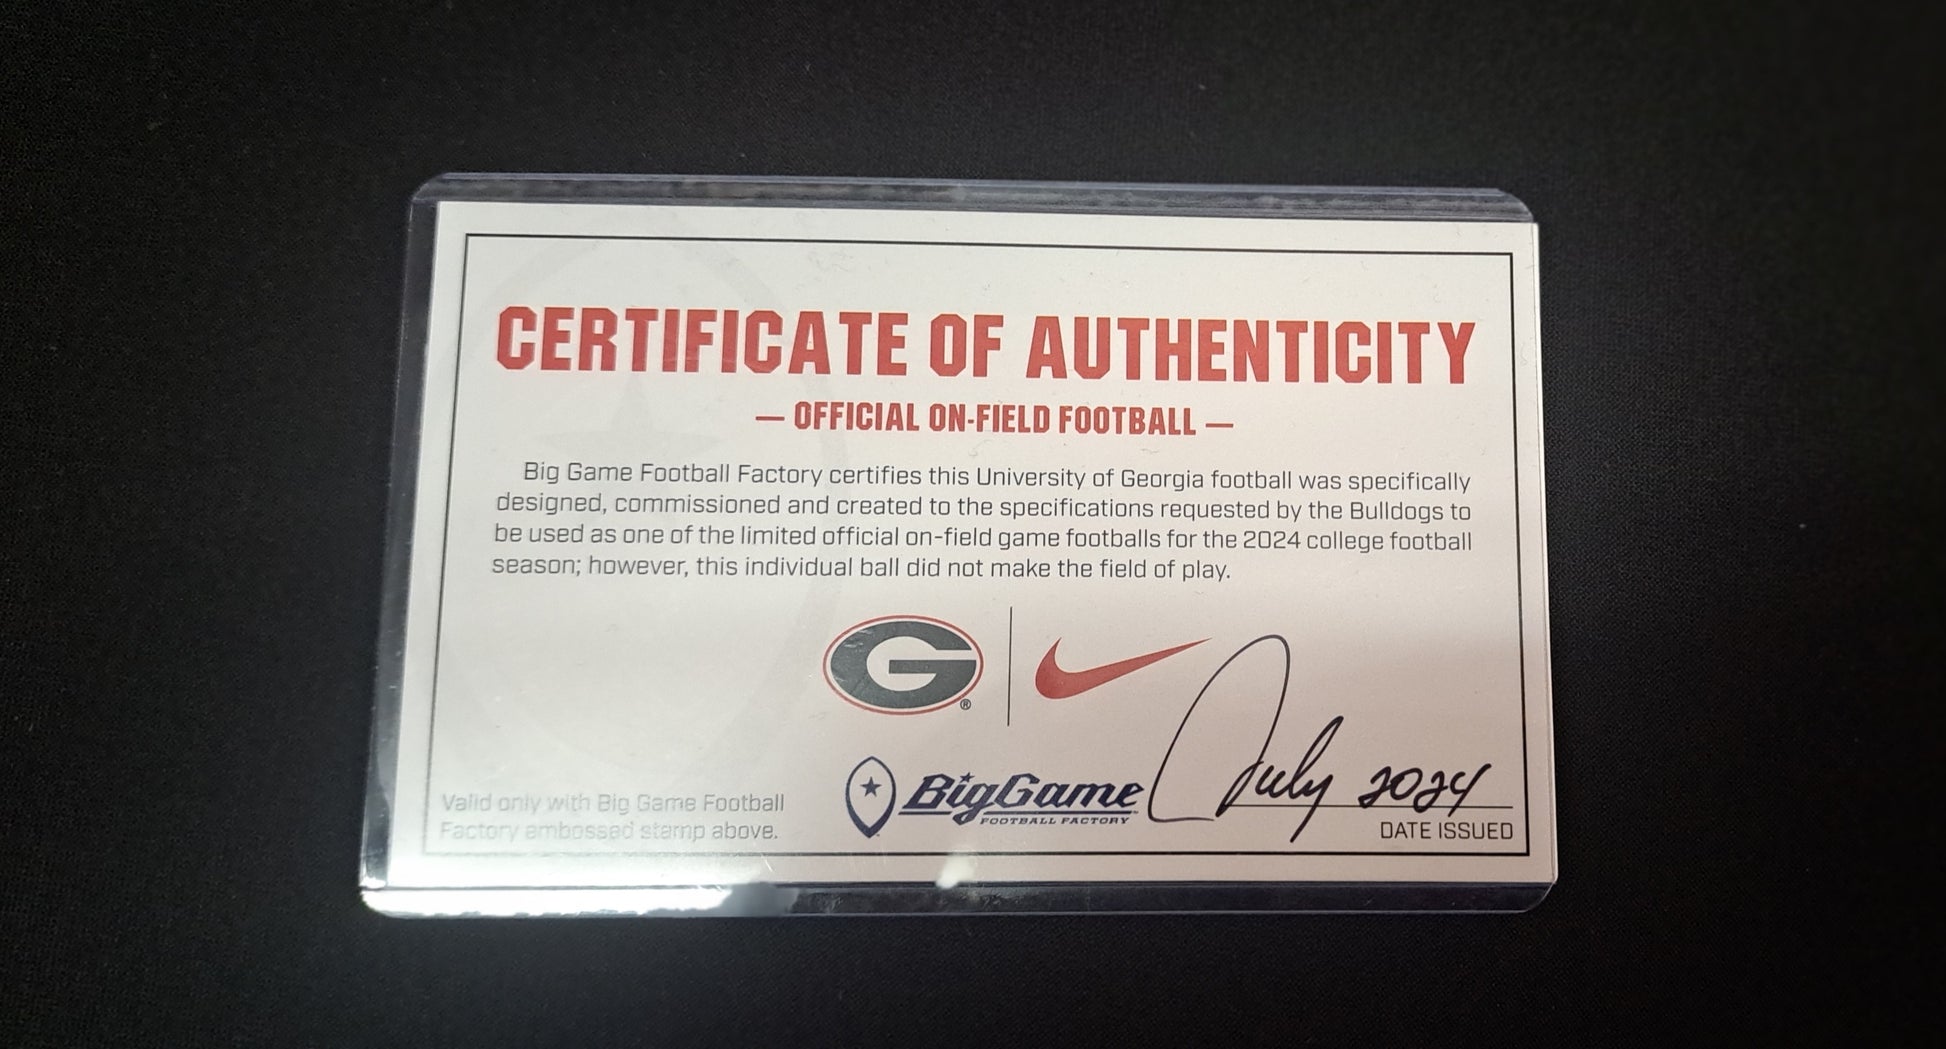 CERTIFICATE OF AUTHENTICITY
— OFFICIAL ON-FIELD FOOTBALL —
Big Game Football Factory certifies this University of Georgia football was specifically
designed, commissioned and created to the specifications requested by the Bulldogs to
be used as one of the limited official on-field game footballs for the 2024 college football
season; however, this individual ball did not make the field of play.
G ®
BigGame
FOOTBALL FACTORY
July 2024
DATE ISSUED
Valid only with Big Game Football
Factory embossed stamp above.